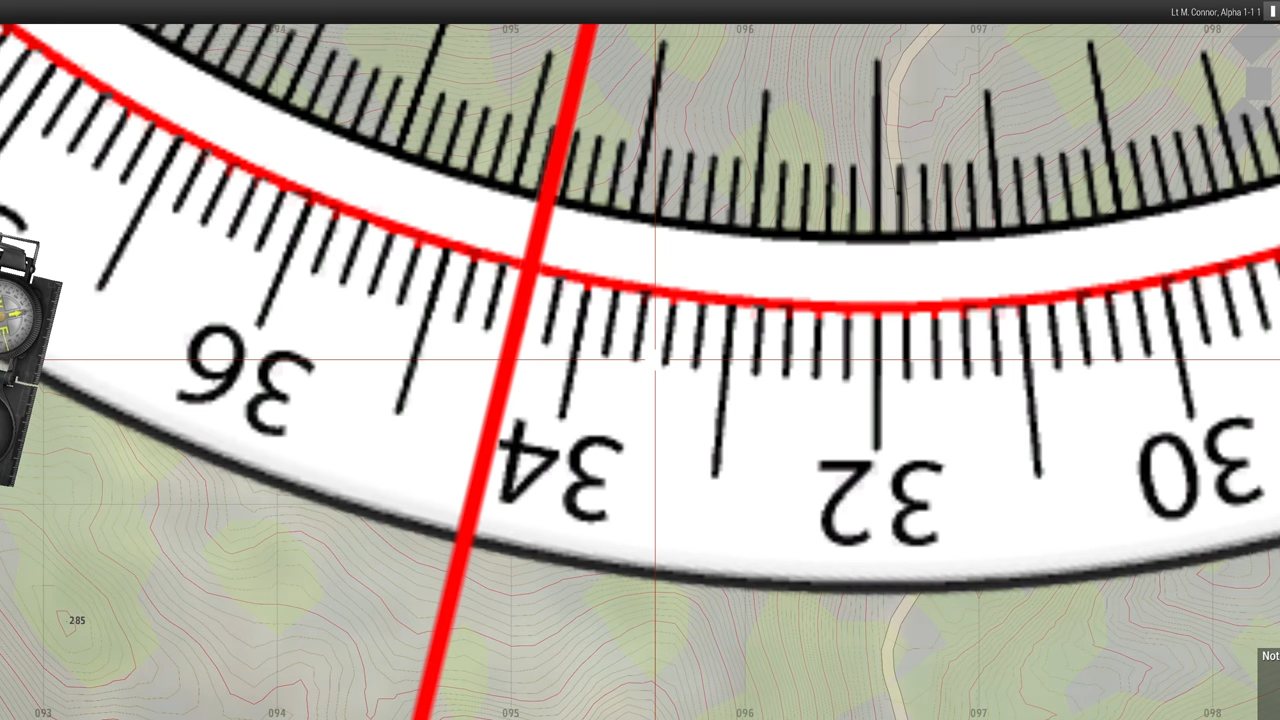 Lt M. Connor, Alpha 1-1 1
094 095 096 097 098
36 34 32 30
285
Not
093 094 095 096 097 098